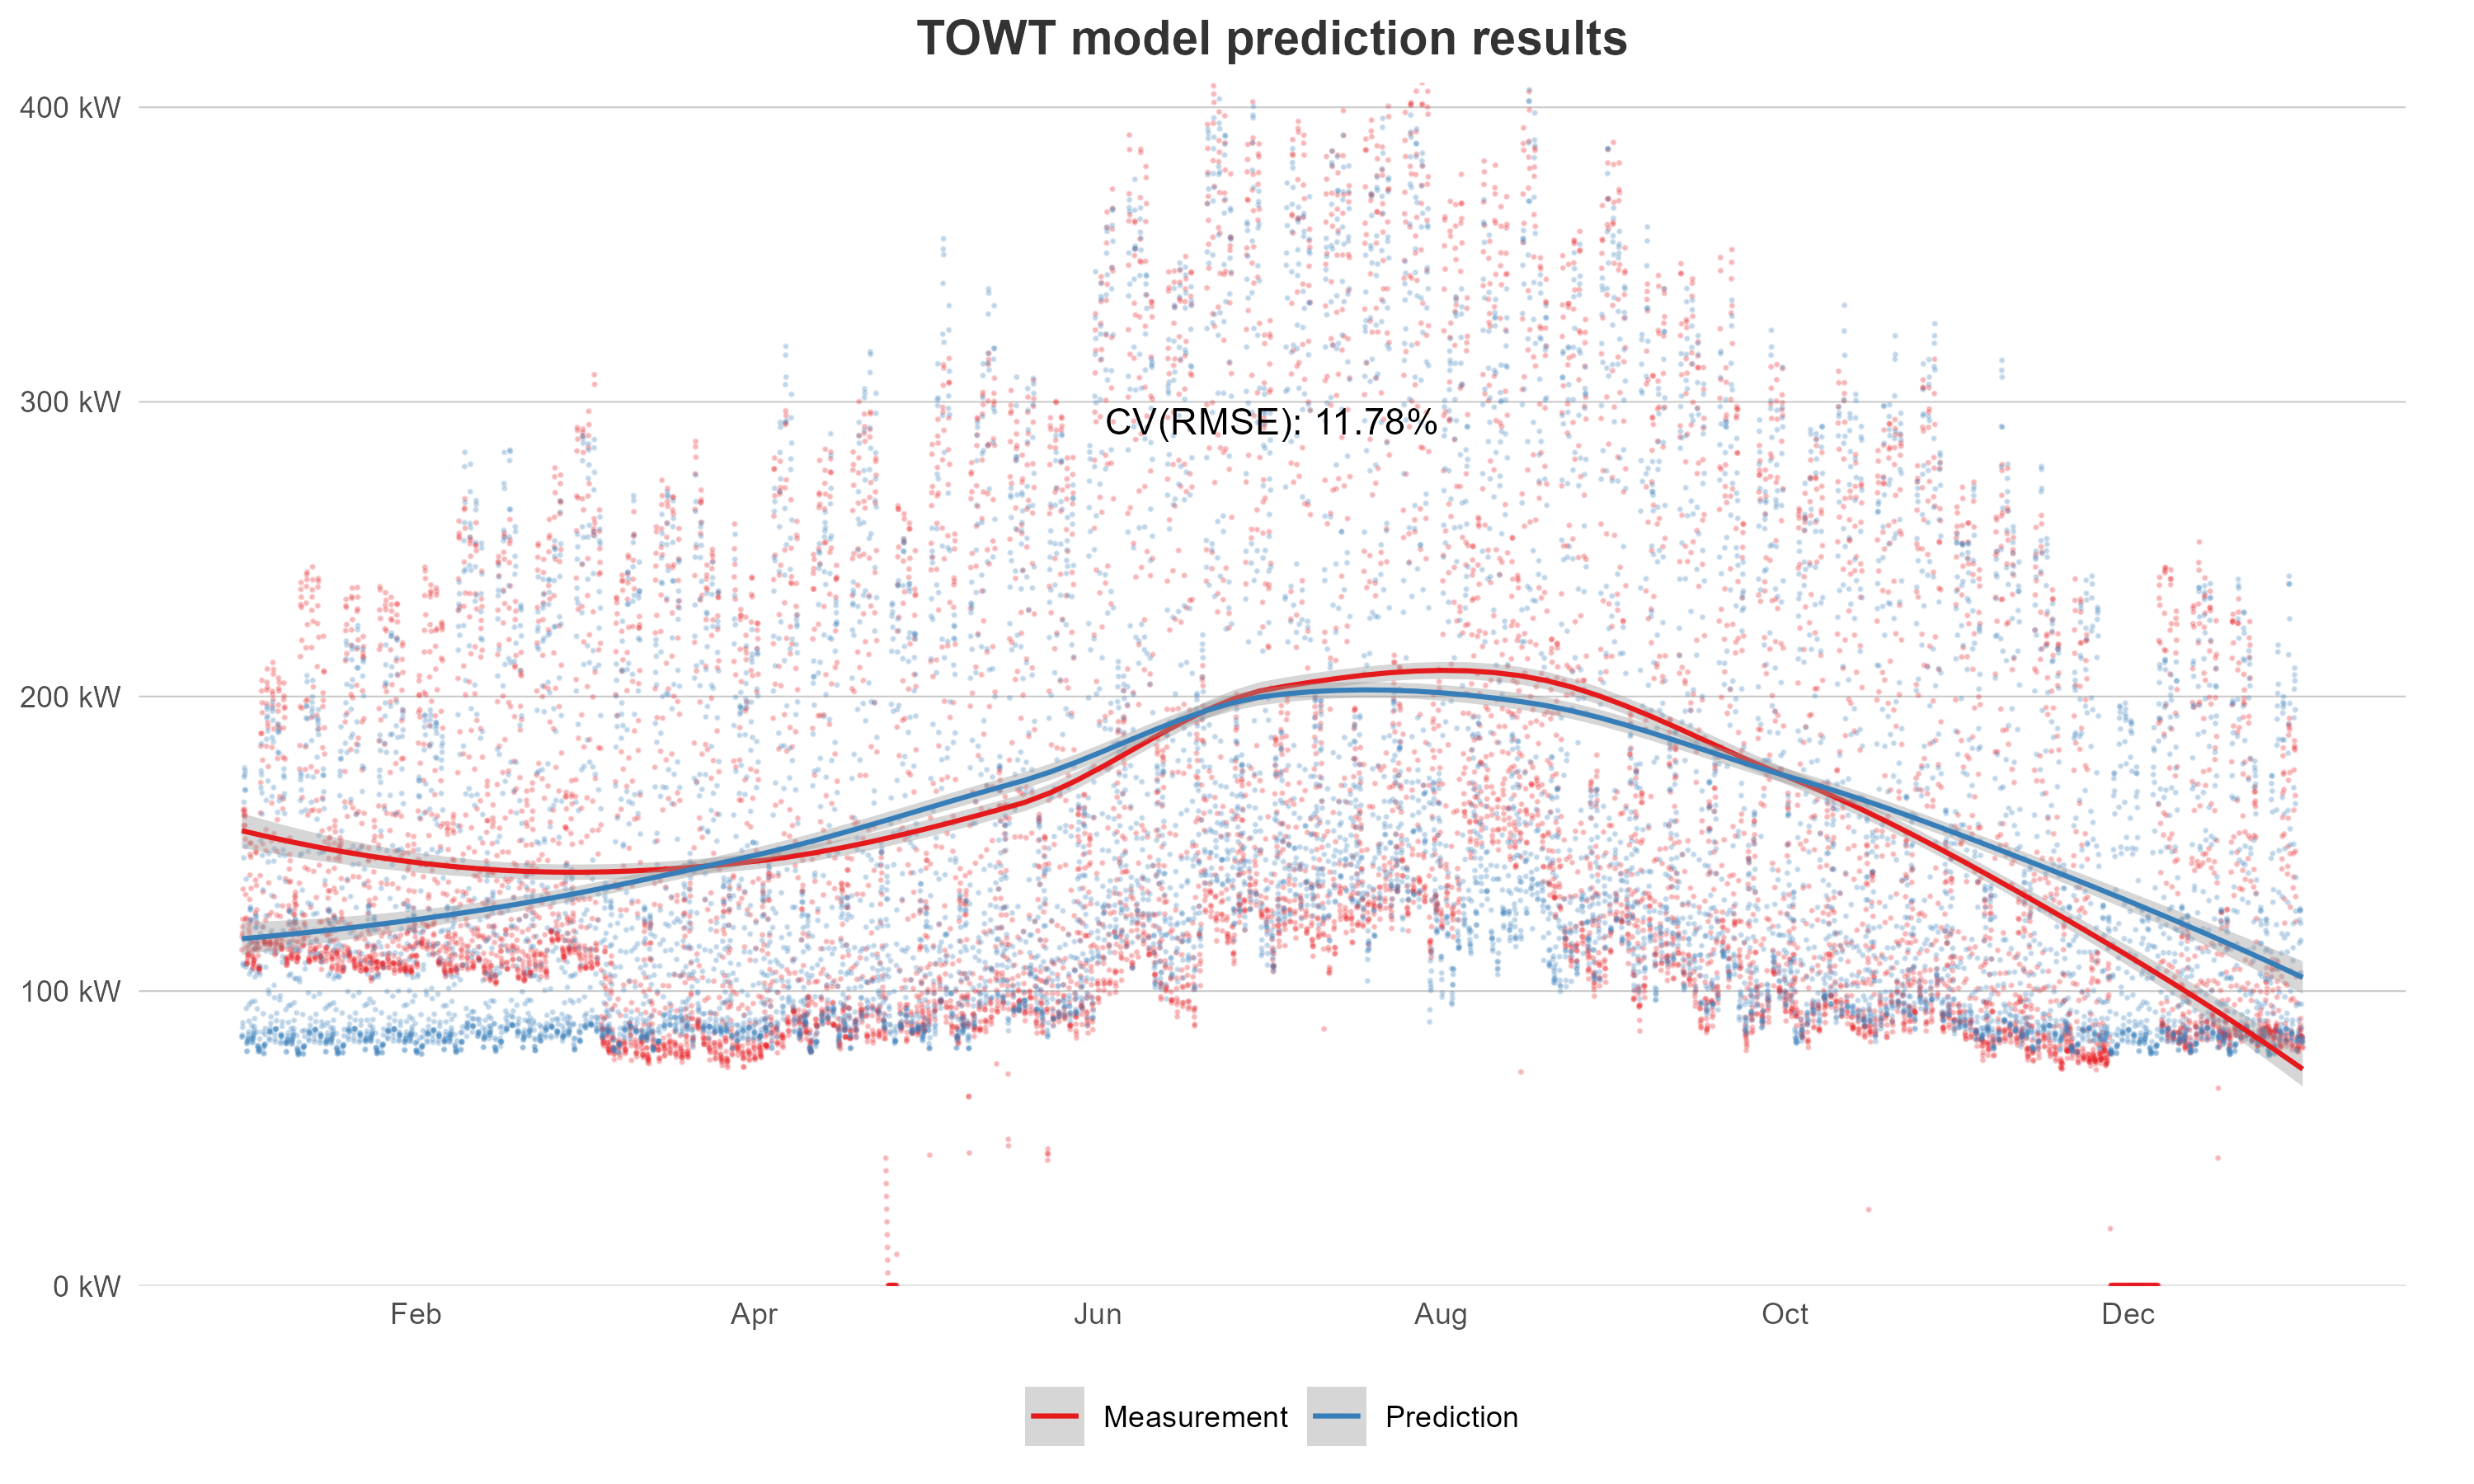 TOWT model prediction results
400 kW
300 kW
CV(RMSE): 11.78%
200 kW
100 kW
0 kW
Feb Apr Jun Aug Oct Dec
Measurement Prediction